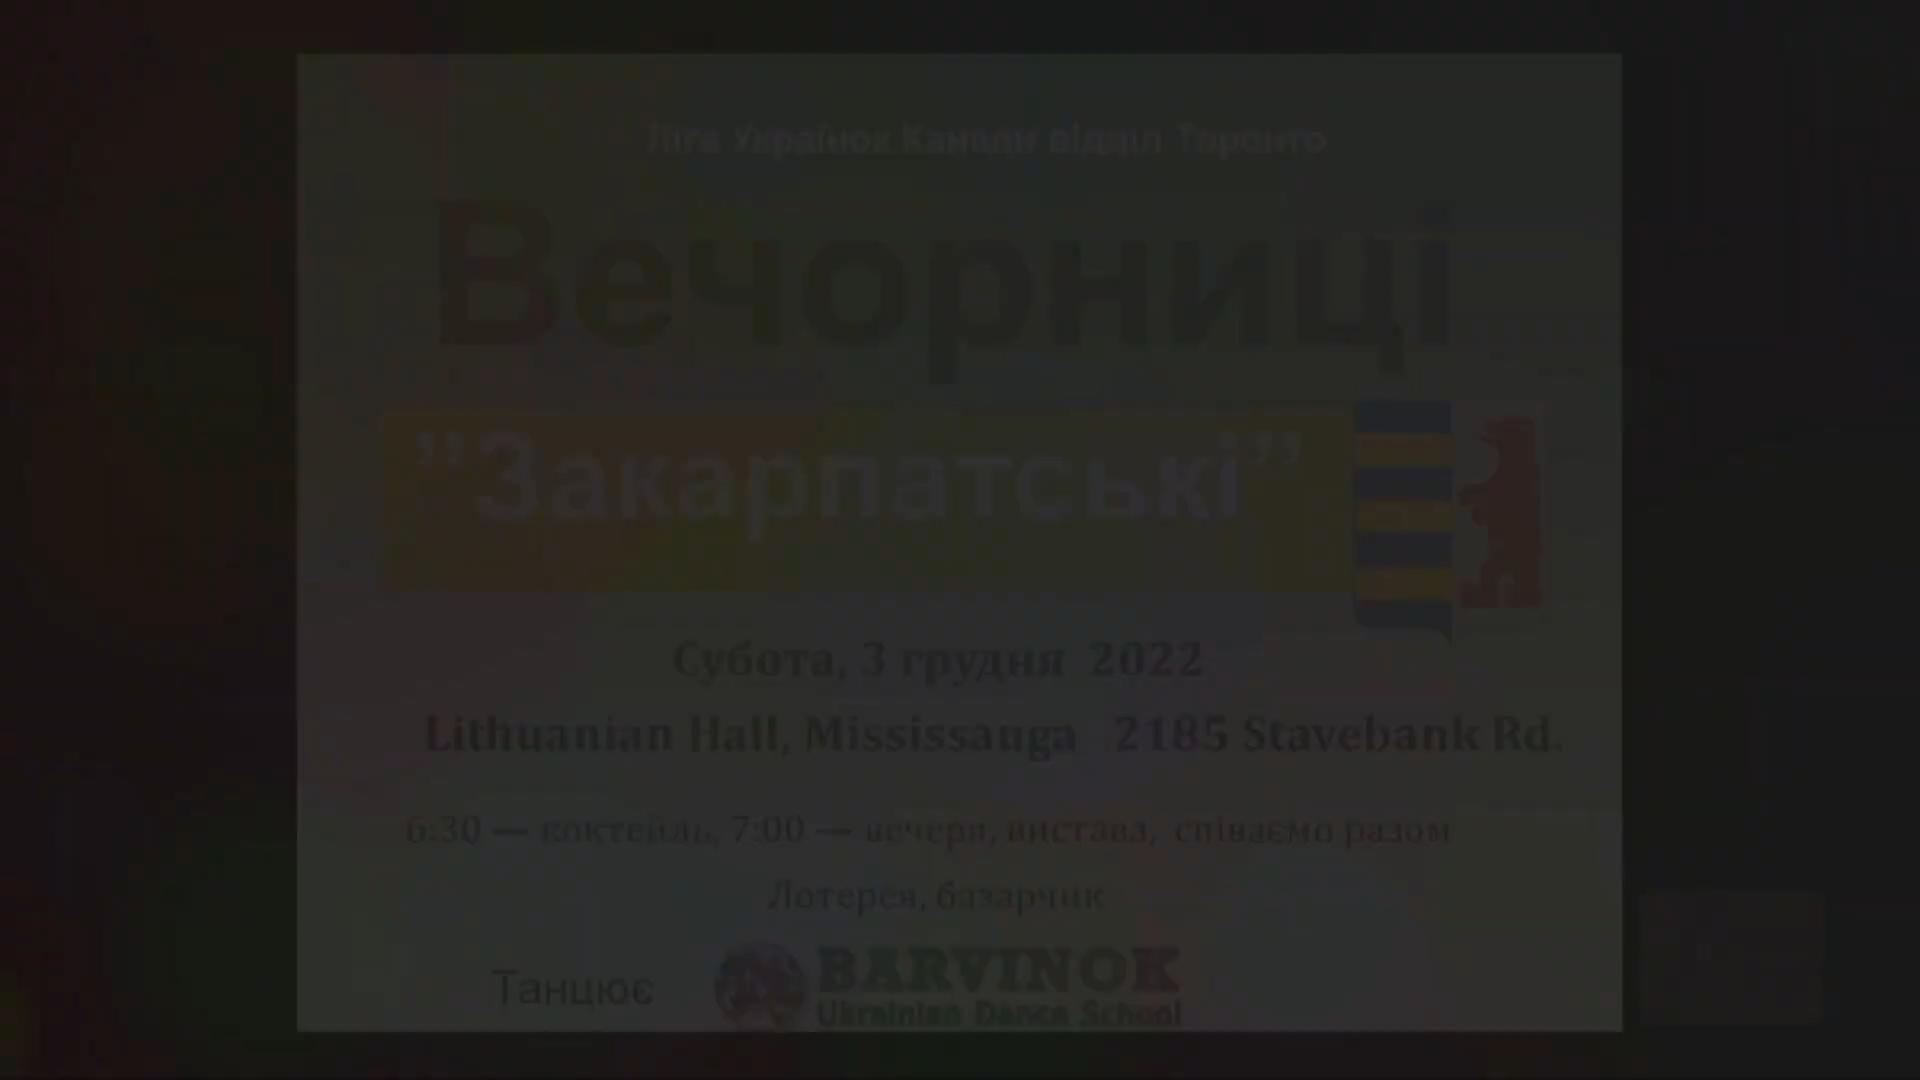 Ліга Українок Канади відділ Торонто
Вечорниці
”Закарпатські”
Субота, 3 грудня 2022
Lithuanian Hall, Mississauga 2185 Stavebank Rd.
6:30 — коктейль, 7:00 — вечеря, вистава, співаємо разом
Лотерея, базарчик
Танцює BARVINOK
Ukrainian Dance School